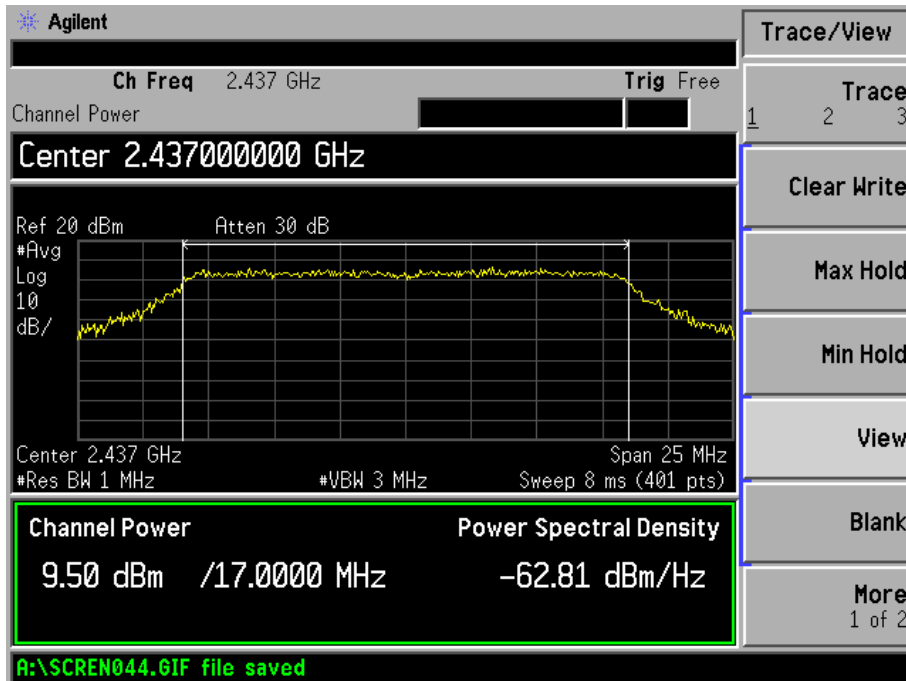 Agilent
Trace/View
Ch Freq 2.437 GHz Trig Free
Channel Power
Trace
1 2 3
Center 2.437000000 GHz
Clear Write
Ref 20 dBm Atten 30 dB
#Avg
Log
10
dB/
Max Hold
Min Hold
View
Center 2.437 GHz Span 25 MHz
#Res BW 1 MHz #VBW 3 MHz Sweep 8 ms (401 pts)
Channel Power Power Spectral Density
9.50 dBm /17.0000 MHz -62.81 dBm/Hz
Blank
More
1 of 2
A:\SCREN044.GIF file saved